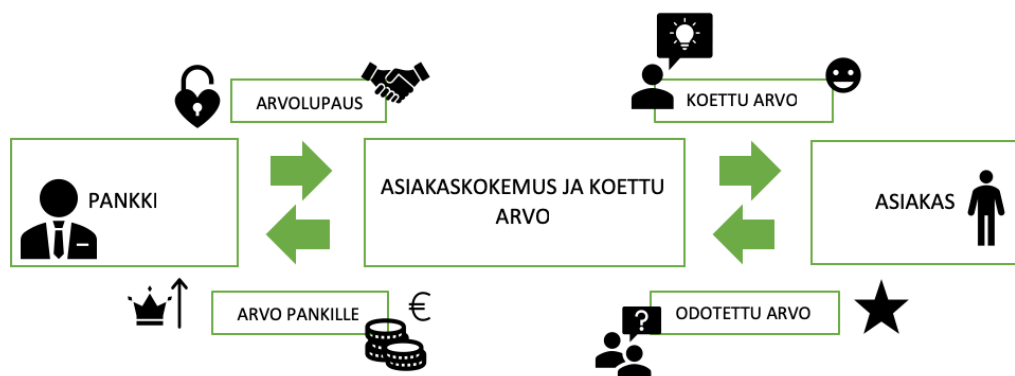 ARVOLUPAUS
KOETTU ARVO
PANKKI
ASIAKASKOKEMUS JA KOETTU
ARVO
ASIAKAS
ARVO PANKILLE
€
?
ODOTETTU ARVO